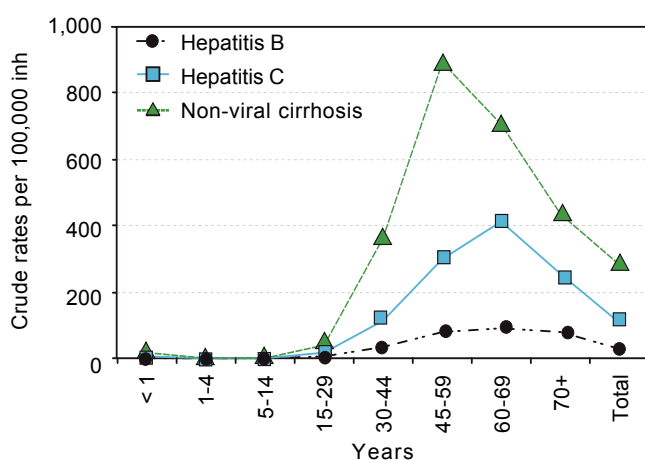 1,000
800
600
400
200
0
Crude rates per 100,000 inh
Hepatitis B
Hepatitis C
Non-viral cirrhosis
< 1
1-4
5-14
15-29
30-44
45-59
60-69
70+
Total
Years